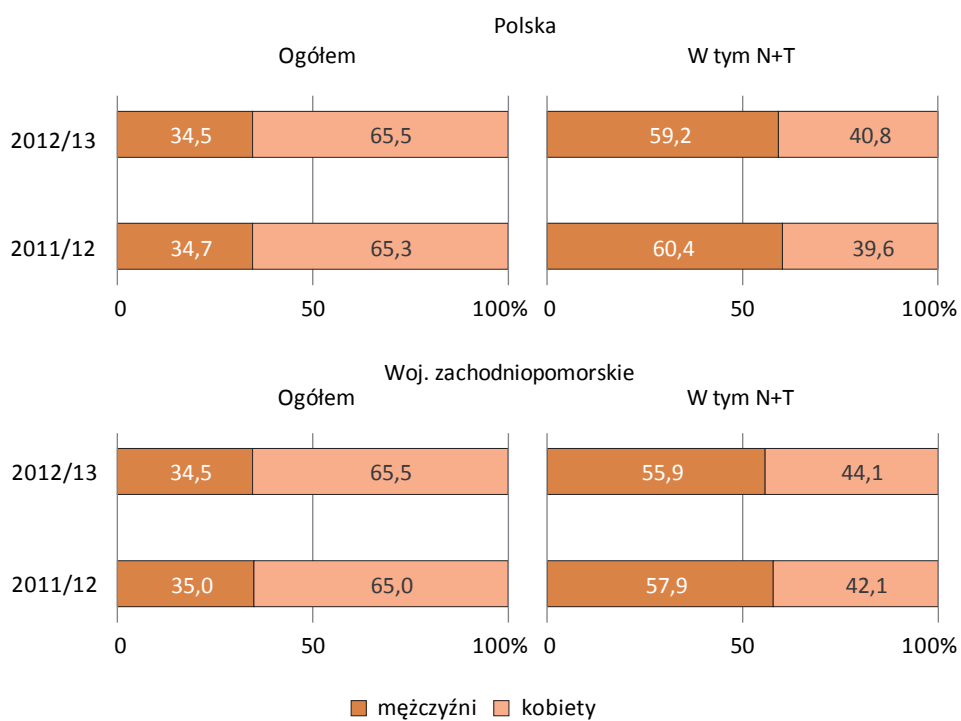 Polska
Ogółem W tym N+T
2012/13 34,5 65,5 59,2 40,8
2011/12 34,7 65,3 60,4 39,6
0 50 100% 0 50 100%
Woj. zachodniopomorskie
Ogółem W tym N+T
2012/13 34,5 65,5 55,9 44,1
2011/12 35,0 65,0 57,9 42,1
0 50 100% 0 50 100%
mężczyźni kobiety